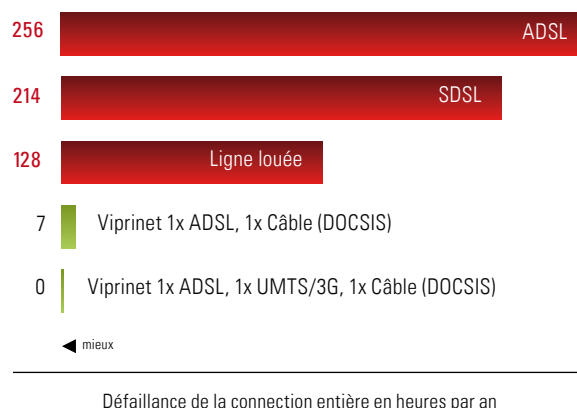 256 ADSL
214 SDSL
128 Ligne louée
7 Viprinet 1x ADSL, 1x Câble (DOCSIS)
0 Viprinet 1x ADSL, 1x UMTS/3G, 1x Câble (DOCSIS)
mieux
Défaillance de la connection entière en heures par an